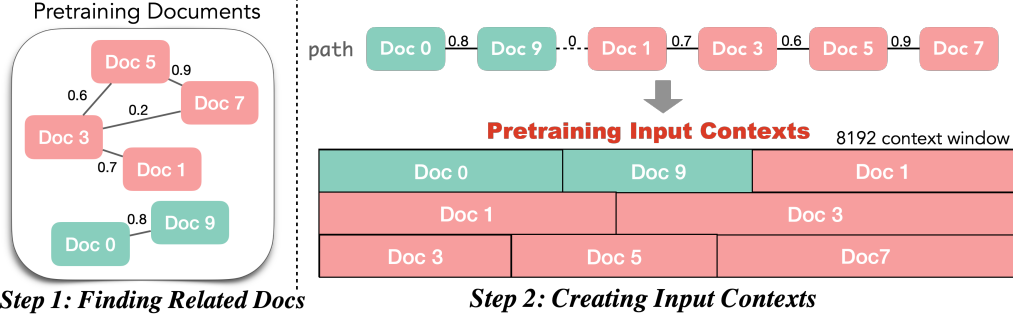 Pretraining Documents
Doc 5
0.9
0.6
Doc 7
0.2
Doc 3
0.7
Doc 1
0.8
Doc 9
Doc 0
Step 1: Finding Related Docs
path
Doc 0
0.8
Doc 9
0
Doc 1
0.7
Doc 3
0.6
Doc 5
0.9
Doc 7
Pretraining Input Contexts
8192 context window
Doc 0
Doc 9
Doc 1
Doc 1
Doc 3
Doc 3
Doc 5
Doc7
Step 2: Creating Input Contexts